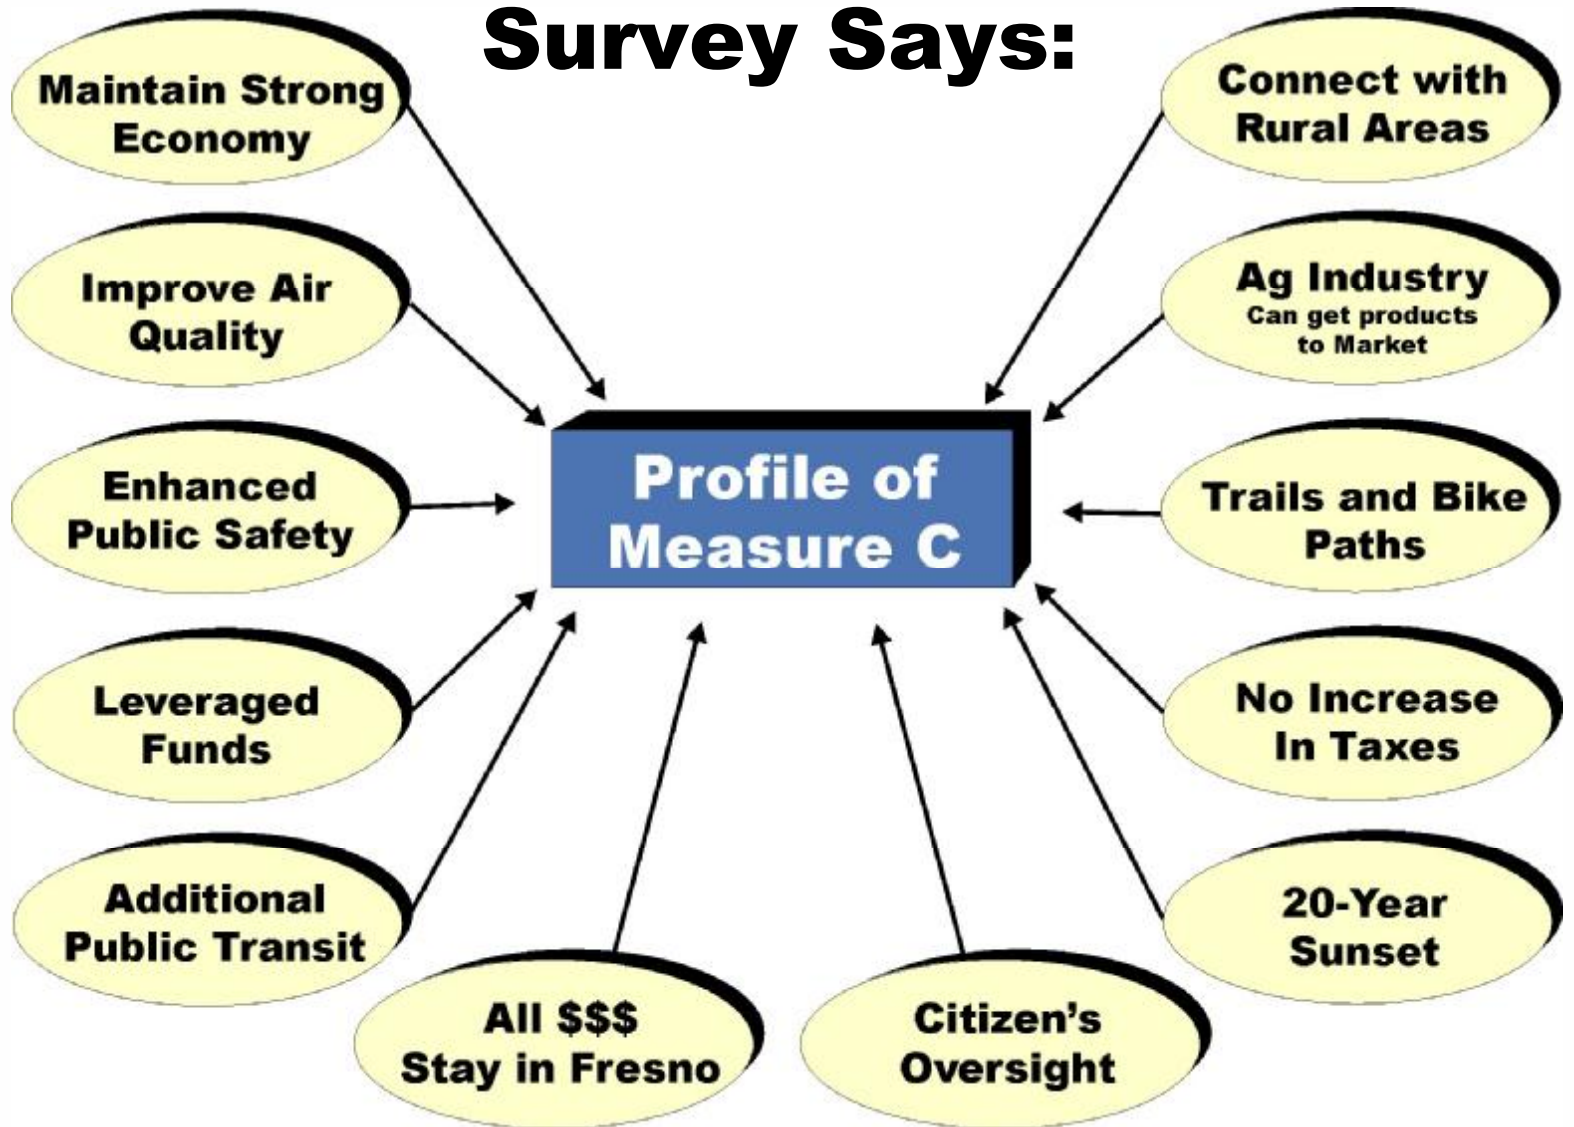 Survey Says:
Maintain Strong
Economy
Improve Air
Quality
Enhanced
Public Safety
Leveraged
Funds
Additional
Public Transit
All $$$
Stay in Fresno
Citizen's
Oversight
20-Year
Sunset
No Increase
In Taxes
Trails and Bike
Paths
Ag Industry
Can get products
to Market
Connect with
Rural Areas
Profile of
Measure C